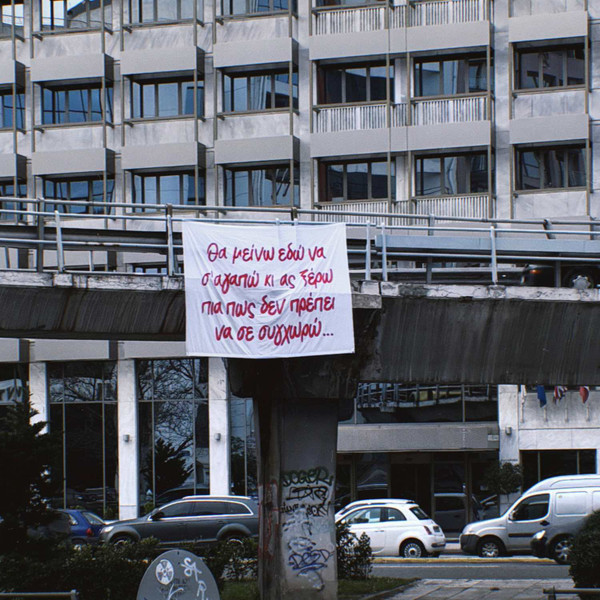 Θα μείνω εδώ να
σ'αγαπώ κι ας ξέρω
πια πως δεν πρέπει
να σε συγχωρώ...